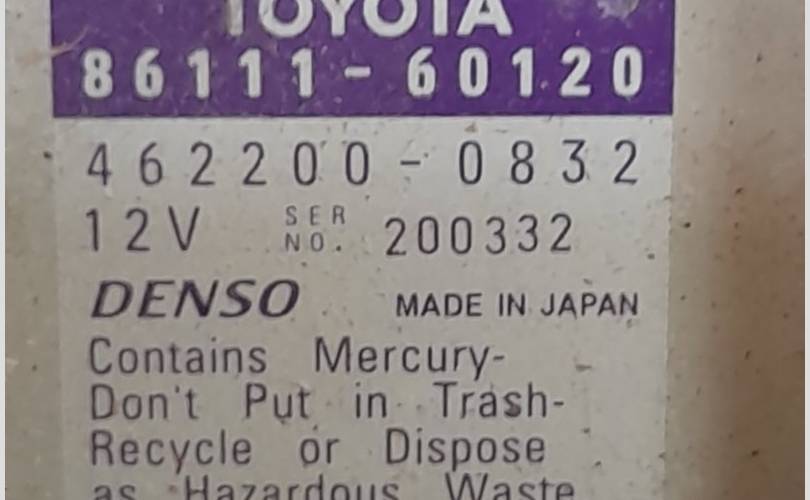 TOYOTA
86111-60120
462200-0832
12V SER NO. 200332
DENSO MADE IN JAPAN
Contains Mercury-
Don't Put in Trash-
Recycle or Dispose
as Hazardous Waste